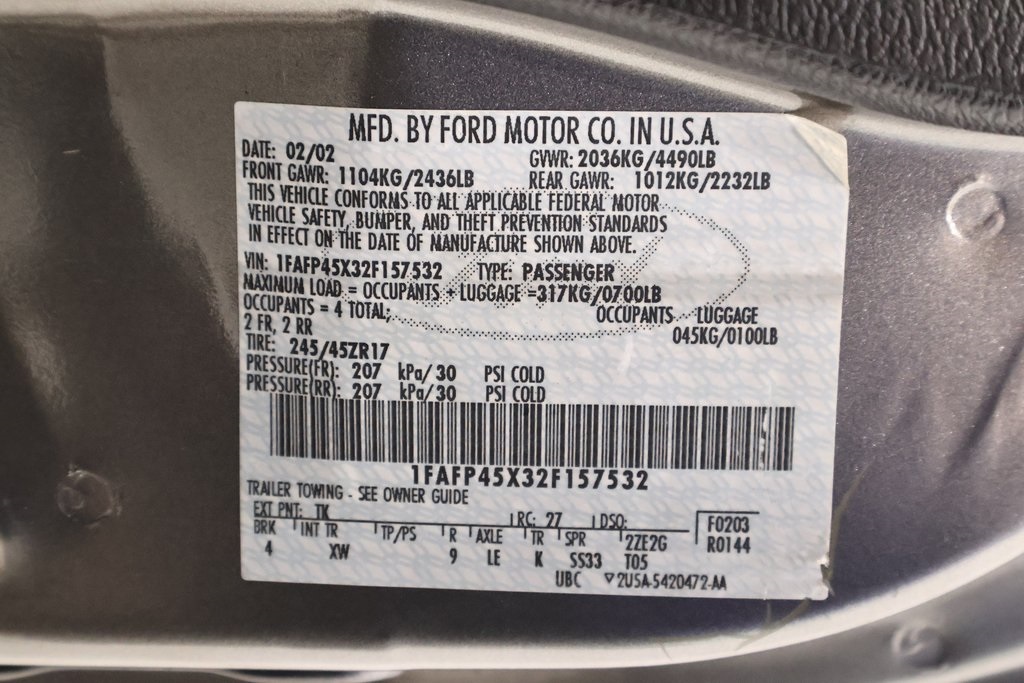 MFD. BY FORD MOTOR CO. IN U.S.A.
DATE: 02/02 GVWR: 2036KG/4490LB
FRONT GAWR: 1104KG/2436LB REAR GAWR: 1012KG/2232LB
THIS VEHICLE CONFORMS TO ALL APPLICABLE FEDERAL MOTOR
VEHICLE SAFETY, BUMPER, AND THEFT PREVENTION STANDARDS
IN EFFECT ON THE DATE OF MANUFACTURE SHOWN ABOVE.
VIN: 1FAFP45X32F157532 TYPE: PASSENGER
MAXIMUM LOAD = OCCUPANTS + LUGGAGE =317KG/0700LB
OCCUPANTS = 4 TOTAL; OCCUPANTS LUGGAGE
2 FR, 2 RR 045KG/0100LB
TIRE: 245/45ZR17
PRESSURE(FR): 207 kPa/30 PSI COLD
PRESSURE(RR): 207 kPa/30 PSI COLD
1FAFP45X32F157532
TRAILER TOWING - SEE OWNER GUIDE
EXT PNT: TK RC: 27 DSO: F0203
BRK INT TR TP/PS R AXLE TR SPR 2ZE2G R0144
4 XW 9 LE K SS33 T05
UBC ▽2USA-5420472-AA